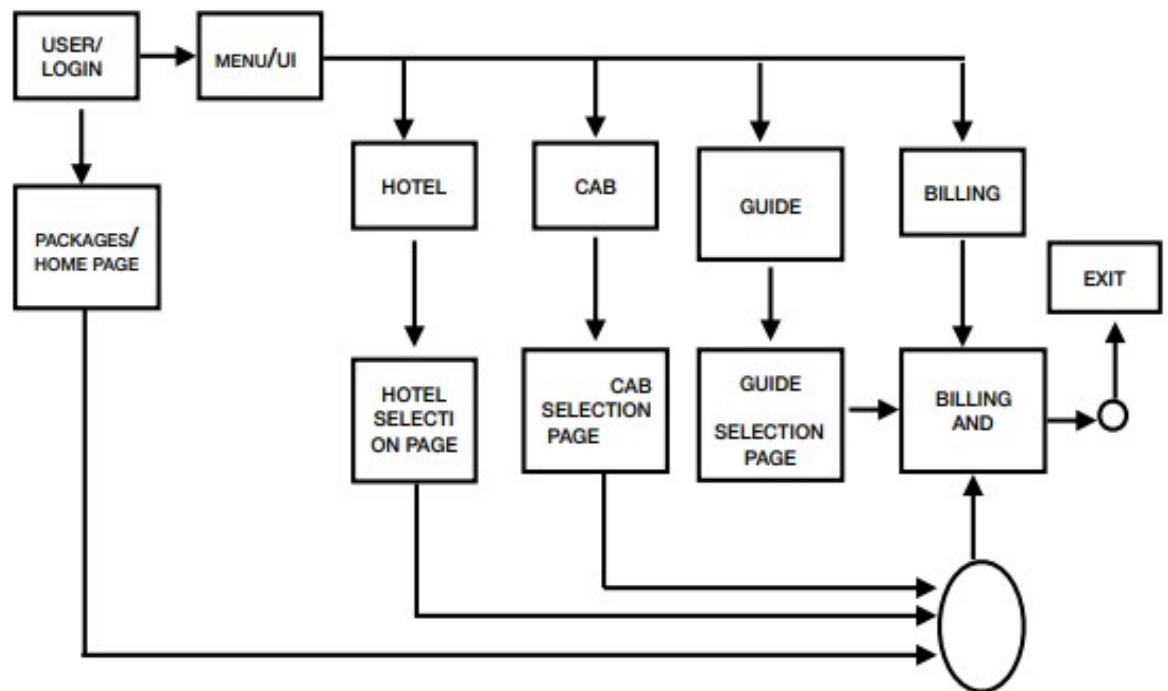 USER/
LOGIN
MENU/UI
HOTEL
CAB
GUIDE
BILLING
PACKAGES/
HOME PAGE
EXIT
HOTEL
SELECTI
ON PAGE
CAB
SELECTION
PAGE
GUIDE
SELECTION
PAGE
BILLING
AND